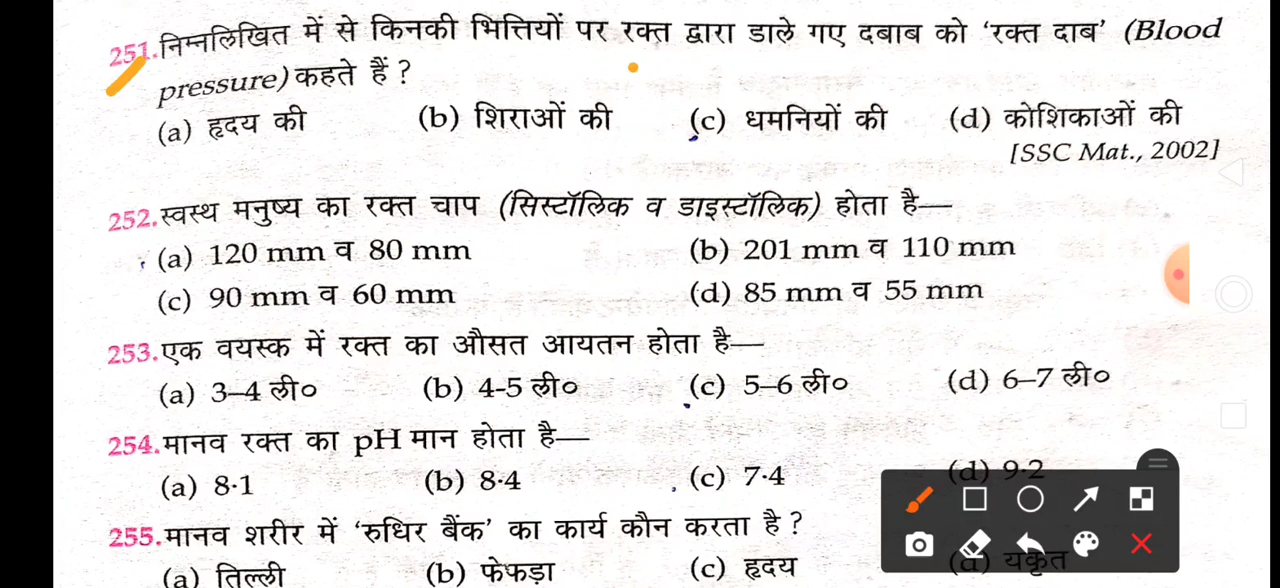 251. निम्नलिखित में से किनकी भित्तियों पर रक्त द्वारा डाले गए दबाब को ‘रक्त दाब’ (Blood
pressure) कहते हैं ?
(a) हृदय की (b) शिराओं की (c) धमनियों की (d) कोशिकाओं की
[SSC Mat., 2002]
252. स्वस्थ मनुष्य का रक्त चाप (सिस्टॉलिक व डाइस्टॉलिक) होता है—
(a) 120 mm व 80 mm (b) 201 mm व 110 mm
(c) 90 mm व 60 mm (d) 85 mm व 55 mm
253. एक वयस्क में रक्त का औसत आयतन होता है—
(a) 3–4 ली० (b) 4-5 ली० (c) 5–6 ली० (d) 6–7 ली०
254. मानव रक्त का pH मान होता है—
(a) 8·1 (b) 8·4 (c) 7·4 (d) 9·2
255. मानव शरीर में ‘रुधिर बैंक’ का कार्य कौन करता है ?
(a) तिल्ली (b) फेफड़ा (c) हृदय (d) यकृत